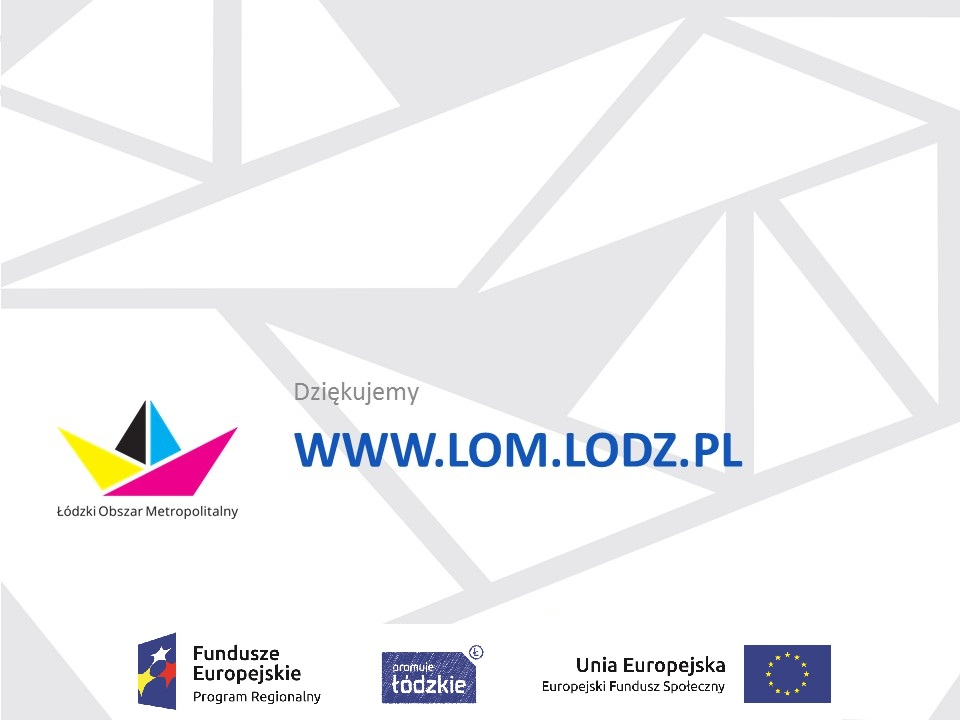 Dziękujemy
WWW.LOM.LODZ.PL
Łódzki Obszar Metropolitalny
Fundusze
Europejskie
Program Regionalny
promuje
łódzkie
Ł
Unia Europejska
Europejski Fundusz Społeczny